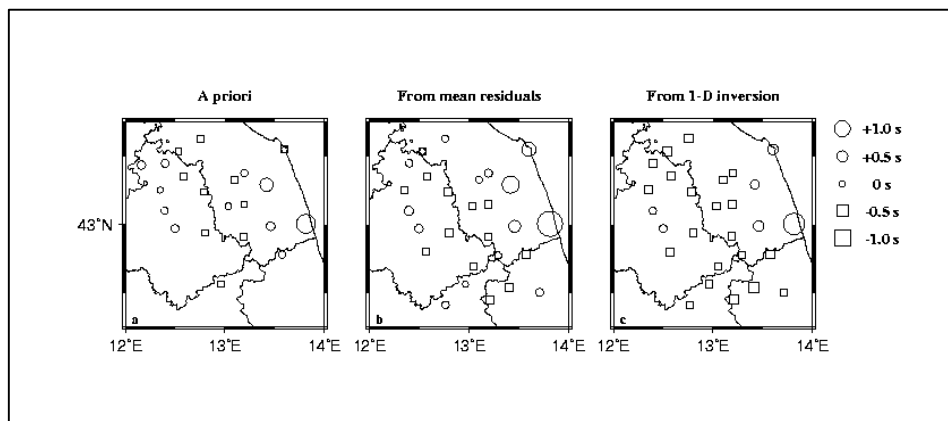 A priori
From mean residuals
From 1-D inversion
+1.0 s
+0.5 s
0 s
-0.5 s
-1.0 s
43°N
a
b
c
12°E
13°E
14°E
12°E
13°E
14°E
12°E
13°E
14°E